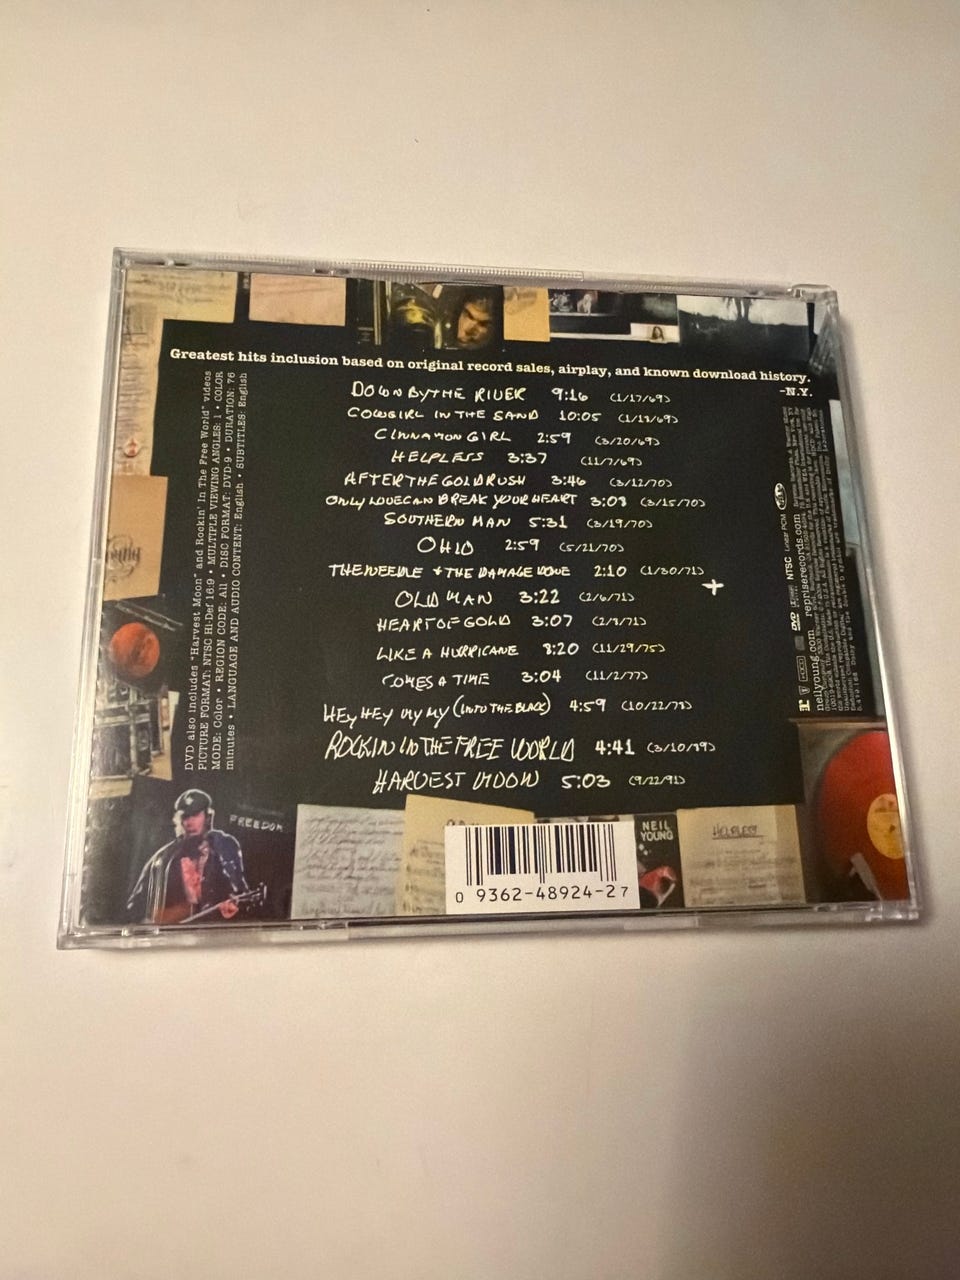 Greatest hits inclusion based on original record sales, airplay, and known download history.
-N.Y.
DOWN BY THE RIVER 9:16 (1/17/69)
COWGIRL IN THE SAND 10:05 (1/17/69)
CINNAMON GIRL 2:59 (3/20/69)
HELPLESS 3:37 (11/7/69)
AFTER THE GOLDRUSH 3:46 (3/12/70)
ONLY LOVE CAN BREAK YOUR HEART 3:08 (3/15/70)
SOUTHERN MAN 5:31 (3/19/70)
OHIO 2:59 (5/21/70)
THE NEEDLE + THE DAMAGE DONE 2:10 (1/30/71)
OLD MAN 3:22 (2/6/71)
HEART OF GOLD 3:07 (2/8/71)
LIKE A HURRICANE 8:20 (11/29/75)
COMES A TIME 3:04 (11/2/77)
HEY, HEY MY MY (INTO THE BLACK) 4:59 (10/22/78)
ROCKIN IN THE FREE WORLD 4:41 (3/10/89)
HARVEST MOON 5:03 (9/22/91)
DVD also includes "Harvest Moon" and Rockin' In The Free World" videos
PICTURE FORMAT: NTSC Hi-Def 16:9 • MULTIPLE VIEWING ANGLES: 1 • COLOR
MODE: Color • REGION CODE: All • DISC FORMAT: DVD-9 • DURATION: 76
minutes • LANGUAGE AND AUDIO CONTENT: English • SUBTITLES: English
DVD NTSC Linear PCM
neilyoung.com repriserecords.com
FREEDOM
NEIL
YOUNG
HELPLESS
0 9362-48924-2 7